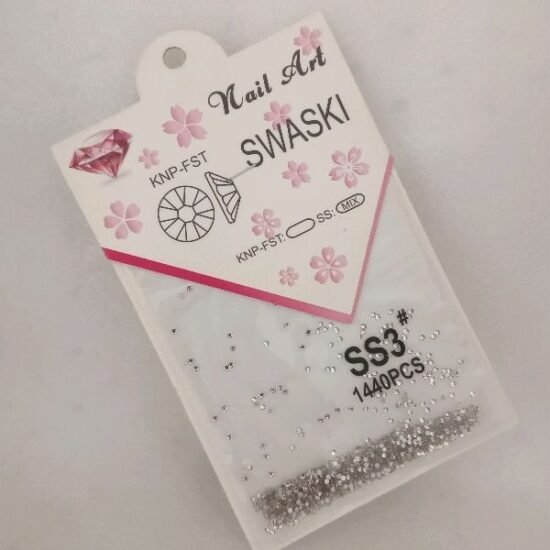 Nail Art
SWASKI
KNP-FST
KNP-FST: SS: MIX
SS3#
1440PCS